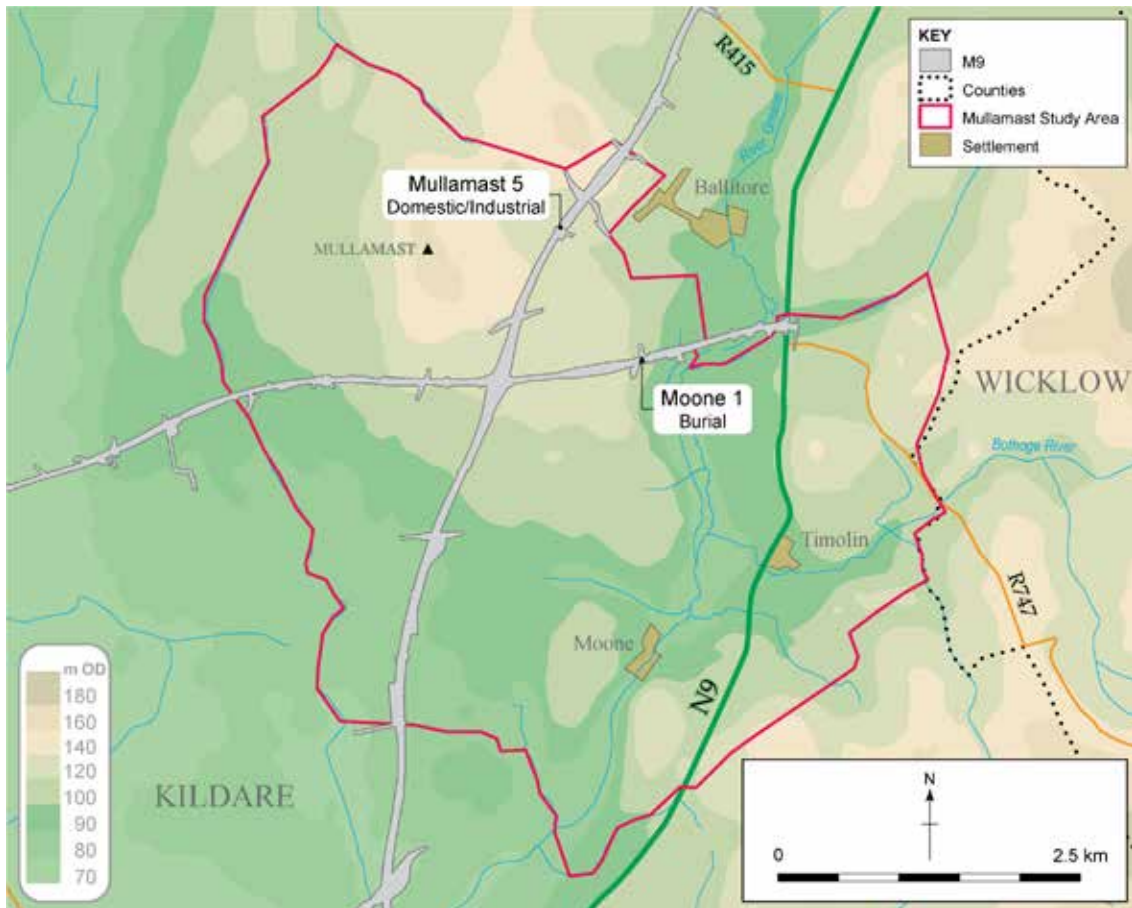 KEY
M9
Counties
Mullamast Study Area
Settlement
R415
River Greese
Ballitore
Mullamast 5
Domestic/Industrial
MULLAMAST
Moone 1
Burial
WICKLOW
Bothoge River
Timolin
R747
Moone
N9
m OD
180
160
140
120
100
90
80
70
KILDARE
N
0
2.5 km